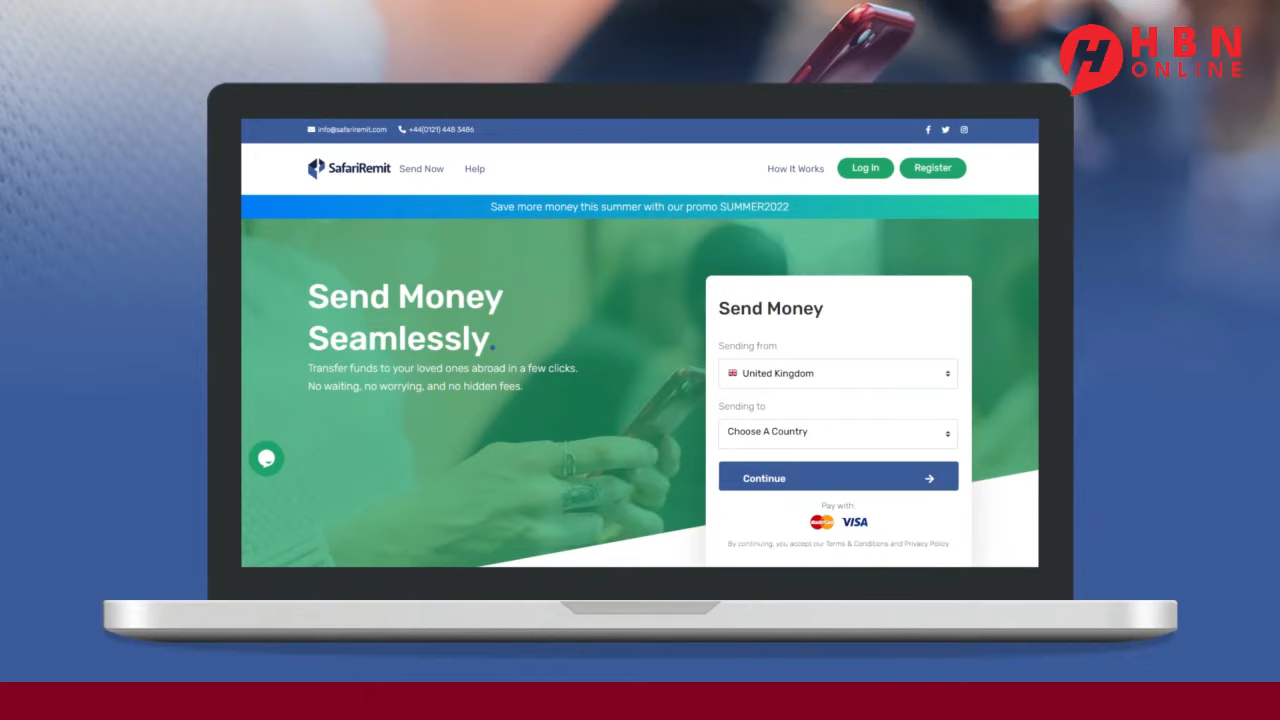 HBN
ONLINE
info@safariremit.com +44(0121) 448 3486
SafariRemit Send Now Help How It Works Log In Register
Save more money this summer with our promo SUMMER2022
Send Money
Seamlessly.
Transfer funds to your loved ones abroad in a few clicks.
No waiting, no worrying, and no hidden fees.
Send Money
Sending from
United Kingdom
Sending to
Choose A Country
Continue
Pay with:
MasterCard VISA
By continuing, you accept our Terms & Conditions and Privacy Policy